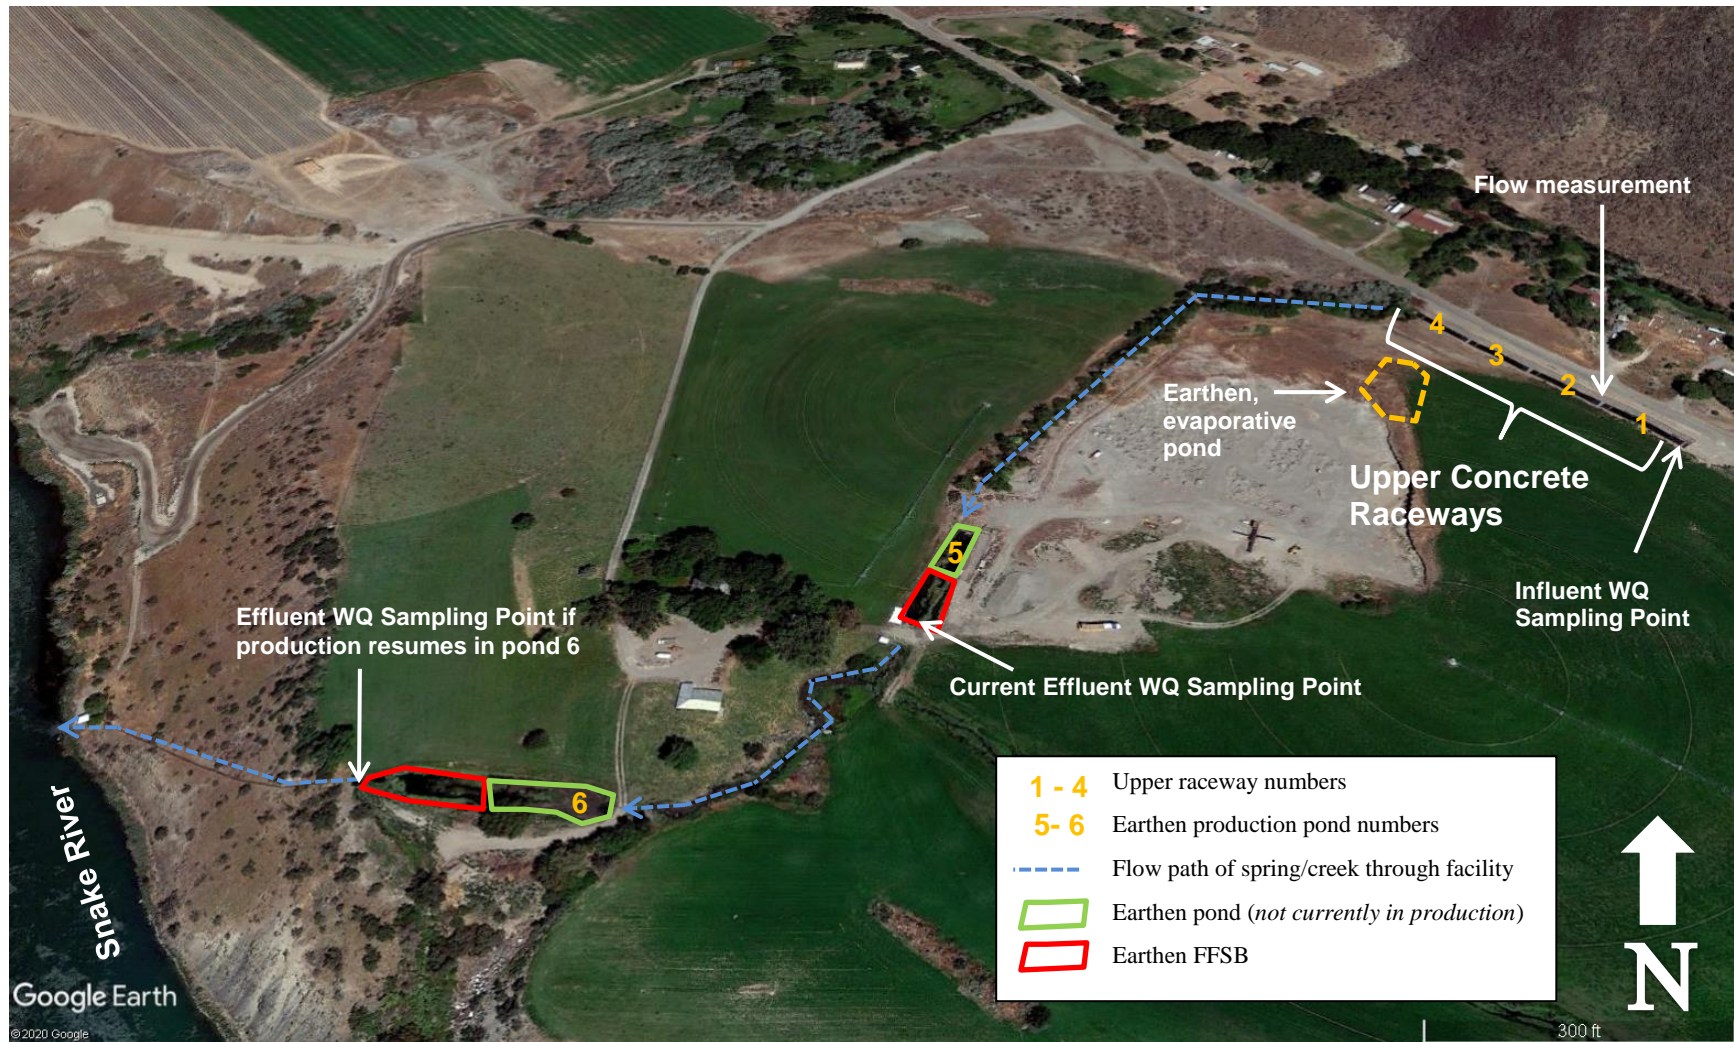 Flow measurement
4
3
2
1
Earthen,
evaporative
pond
Upper Concrete
Raceways
5
Influent WQ
Sampling Point
Effluent WQ Sampling Point if
production resumes in pond 6
Current Effluent WQ Sampling Point
6
Snake River
1 - 4 Upper raceway numbers
5- 6 Earthen production pond numbers
Flow path of spring/creek through facility
Earthen pond (not currently in production)
Earthen FFSB
N
Google Earth
©2020 Google
300 ft